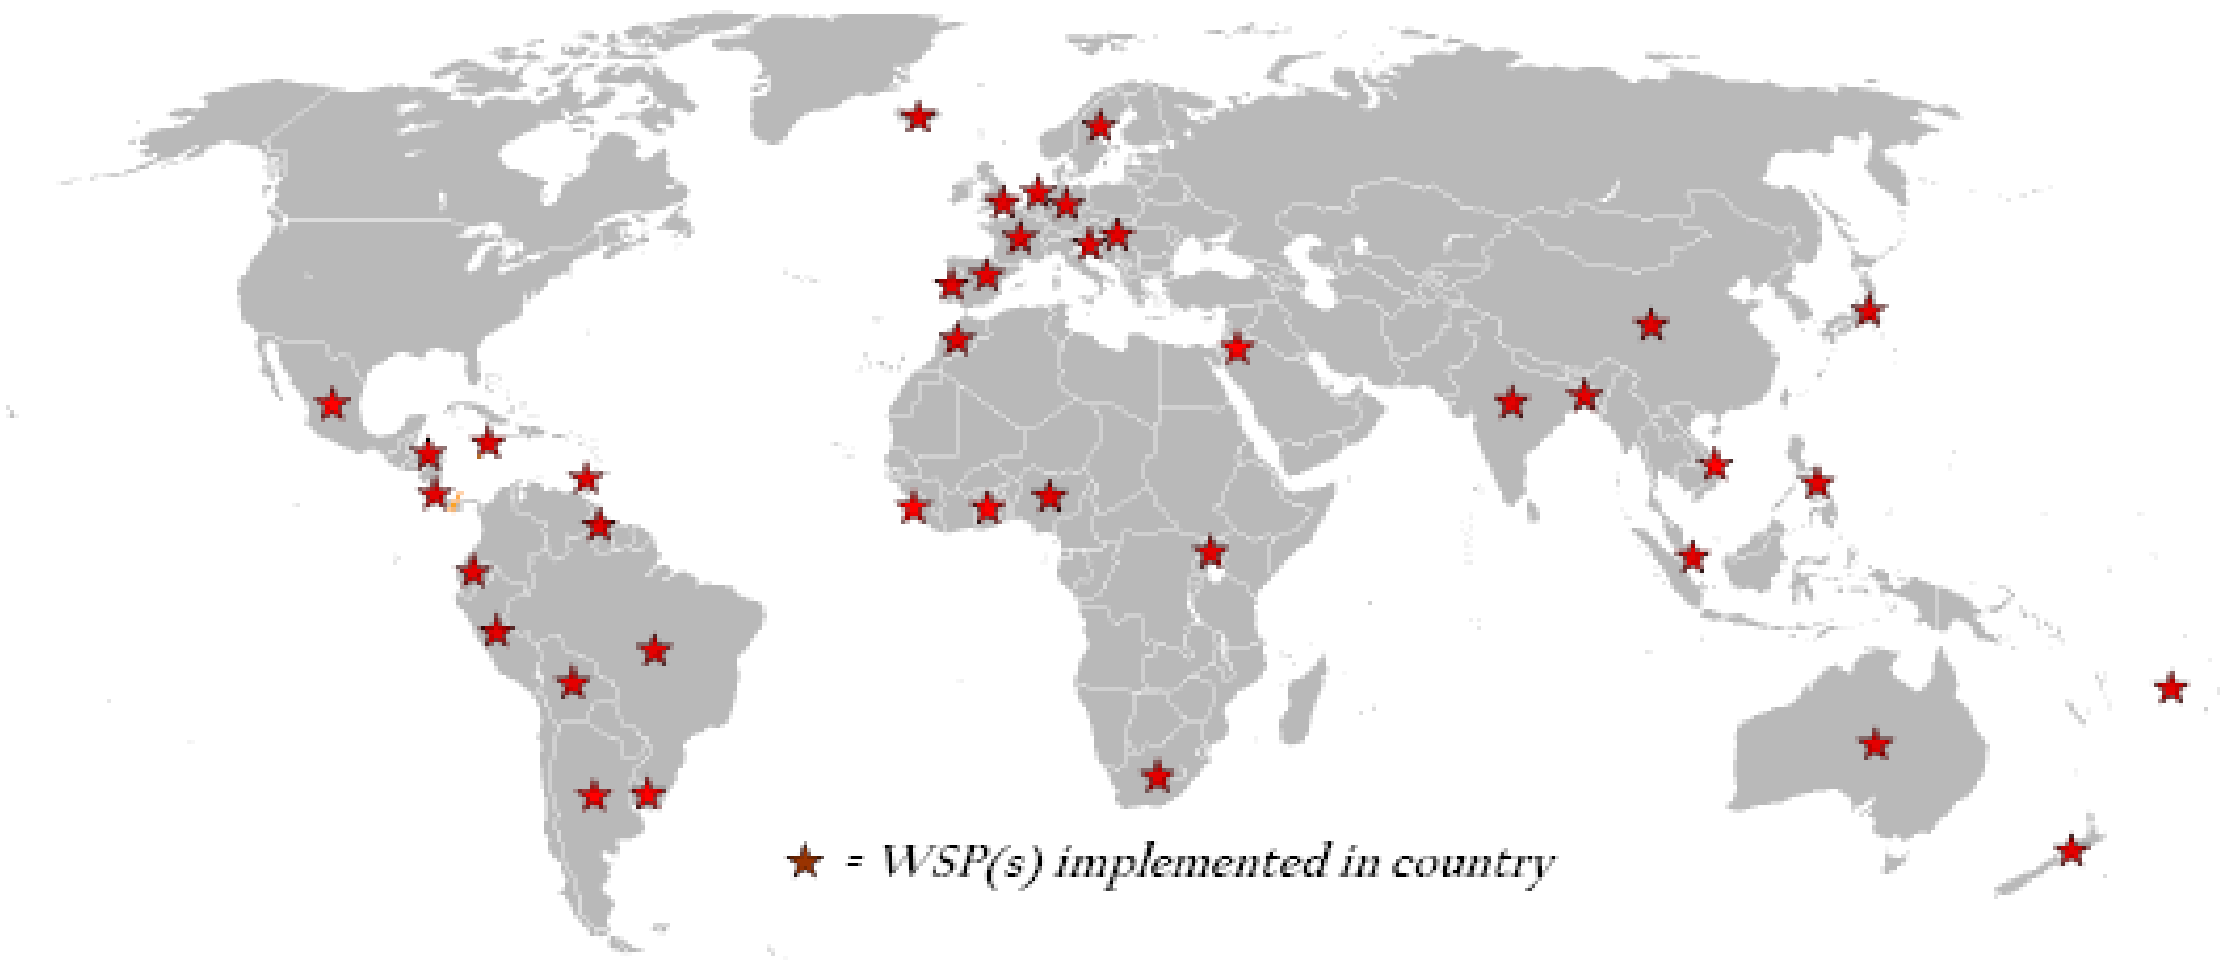 = WSP(s) implemented in country